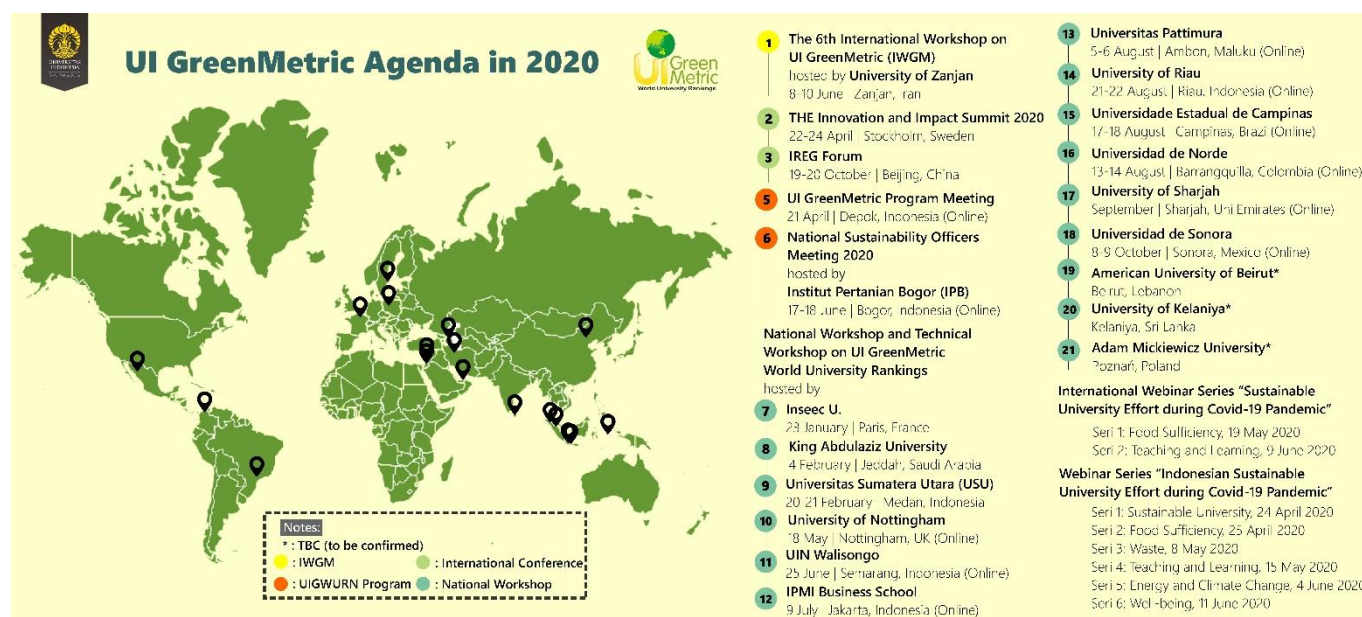 UNIVERSITAS
INDONESIA
UI GreenMetric Agenda in 2020
UI Green
Metric
World University Rankings
Notes:
* : TBC (to be confirmed)
: IWGM
: International Conference
: UIGWURN Program
: National Workshop
1 The 6th International Workshop on
UI GreenMetric (IWGM)
hosted by University of Zanjan
8-10 June | Zanjan, Iran
2 THE Innovation and Impact Summit 2020
22-24 April | Stockholm, Sweden
3 IREG Forum
19-20 October | Beijing, China
5 UI GreenMetric Program Meeting
21 April | Depok, Indonesia (Online)
6 National Sustainability Officers
Meeting 2020
hosted by
Institut Pertanian Bogor (IPB)
17-18 June | Bogor, Indonesia (Online)
National Workshop and Technical
Workshop on UI GreenMetric
World University Rankings
hosted by
7 Inseec U.
23 January | Paris, France
8 King Abdulaziz University
4 February | Jeddah, Saudi Arabia
9 Universitas Sumatera Utara (USU)
20-21 February | Medan, Indonesia
10 University of Nottingham
18 May | Nottingham, UK (Online)
11 UIN Walisongo
25 June | Semarang, Indonesia (Online)
12 IPMI Business School
9 July | Jakarta, Indonesia (Online)
13 Universitas Pattimura
5-6 August | Ambon, Maluku (Online)
14 University of Riau
21-22 August | Riau, Indonesia (Online)
15 Universidade Estadual de Campinas
17-18 August | Campinas, Brazi (Online)
16 Universidad de Norde
13-14 August | Barrangquilla, Colombia (Online)
17 University of Sharjah
September | Sharjah, Uni Emirates (Online)
18 Universidad de Sonora
8-9 October | Sonora, Mexico (Online)
19 American University of Beirut*
Beirut, Lebanon
20 University of Kelaniya*
Kelaniya, Sri Lanka
21 Adam Mickiewicz University*
Poznań, Poland
International Webinar Series "Sustainable
University Effort during Covid-19 Pandemic"
Seri 1: Food Sufficiency, 19 May 2020
Seri 2: Teaching and Learning, 9 June 2020
Webinar Series "Indonesian Sustainable
University Effort during Covid-19 Pandemic"
Seri 1: Sustainable University, 24 April 2020
Seri 2: Food Sufficiency, 25 April 2020
Seri 3: Waste, 8 May 2020
Seri 4: Teaching and Learning, 15 May 2020
Seri 5: Energy and Climate Change, 4 June 2020
Seri 6: Well-being, 11 June 2020